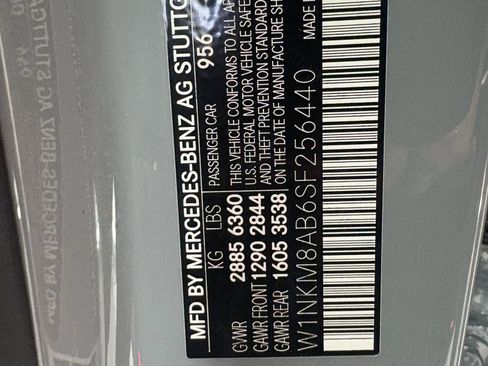 MFD BY MERCEDES-BENZ AG STUTTG
956
KG LBS PASSENGER CAR
GVWR 2885 6360 THIS VEHICLE CONFORMS TO ALL AP
GAWR FRONT 1290 2844 U.S. FEDERAL MOTOR VEHICLE SAFE
& THEFT PREVENTION STANDARD
GAWR REAR 1605 3538 ON THE DATE OF MANUFACTURE SH
W1NKM8AB6SF256440 MADE